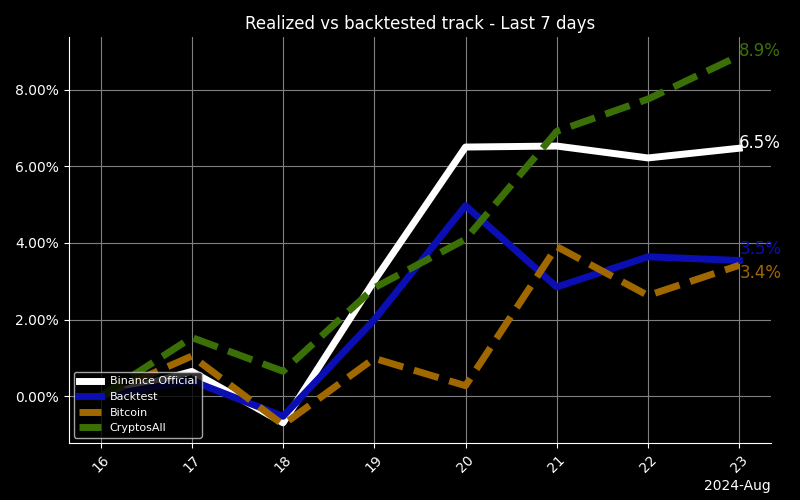 Realized vs backtested track - Last 7 days
8.9%
8.00%
6.5%
6.00%
4.00%
3.5%
3.4%
2.00%
0.00%
Binance Official
Backtest
Bitcoin
CryptosAll
16
17
18
19
20
21
22
23
2024-Aug